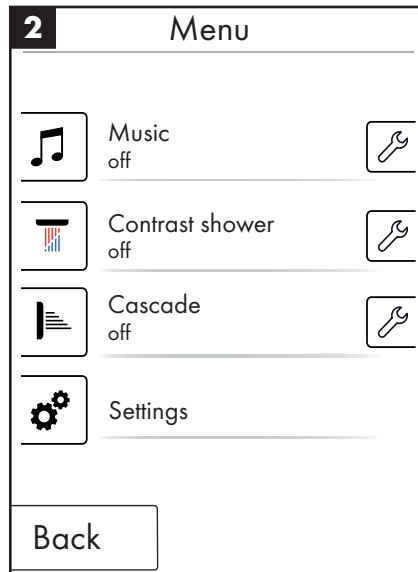 2
Menu
Music
off
Contrast shower
off
Cascade
off
Settings
Back